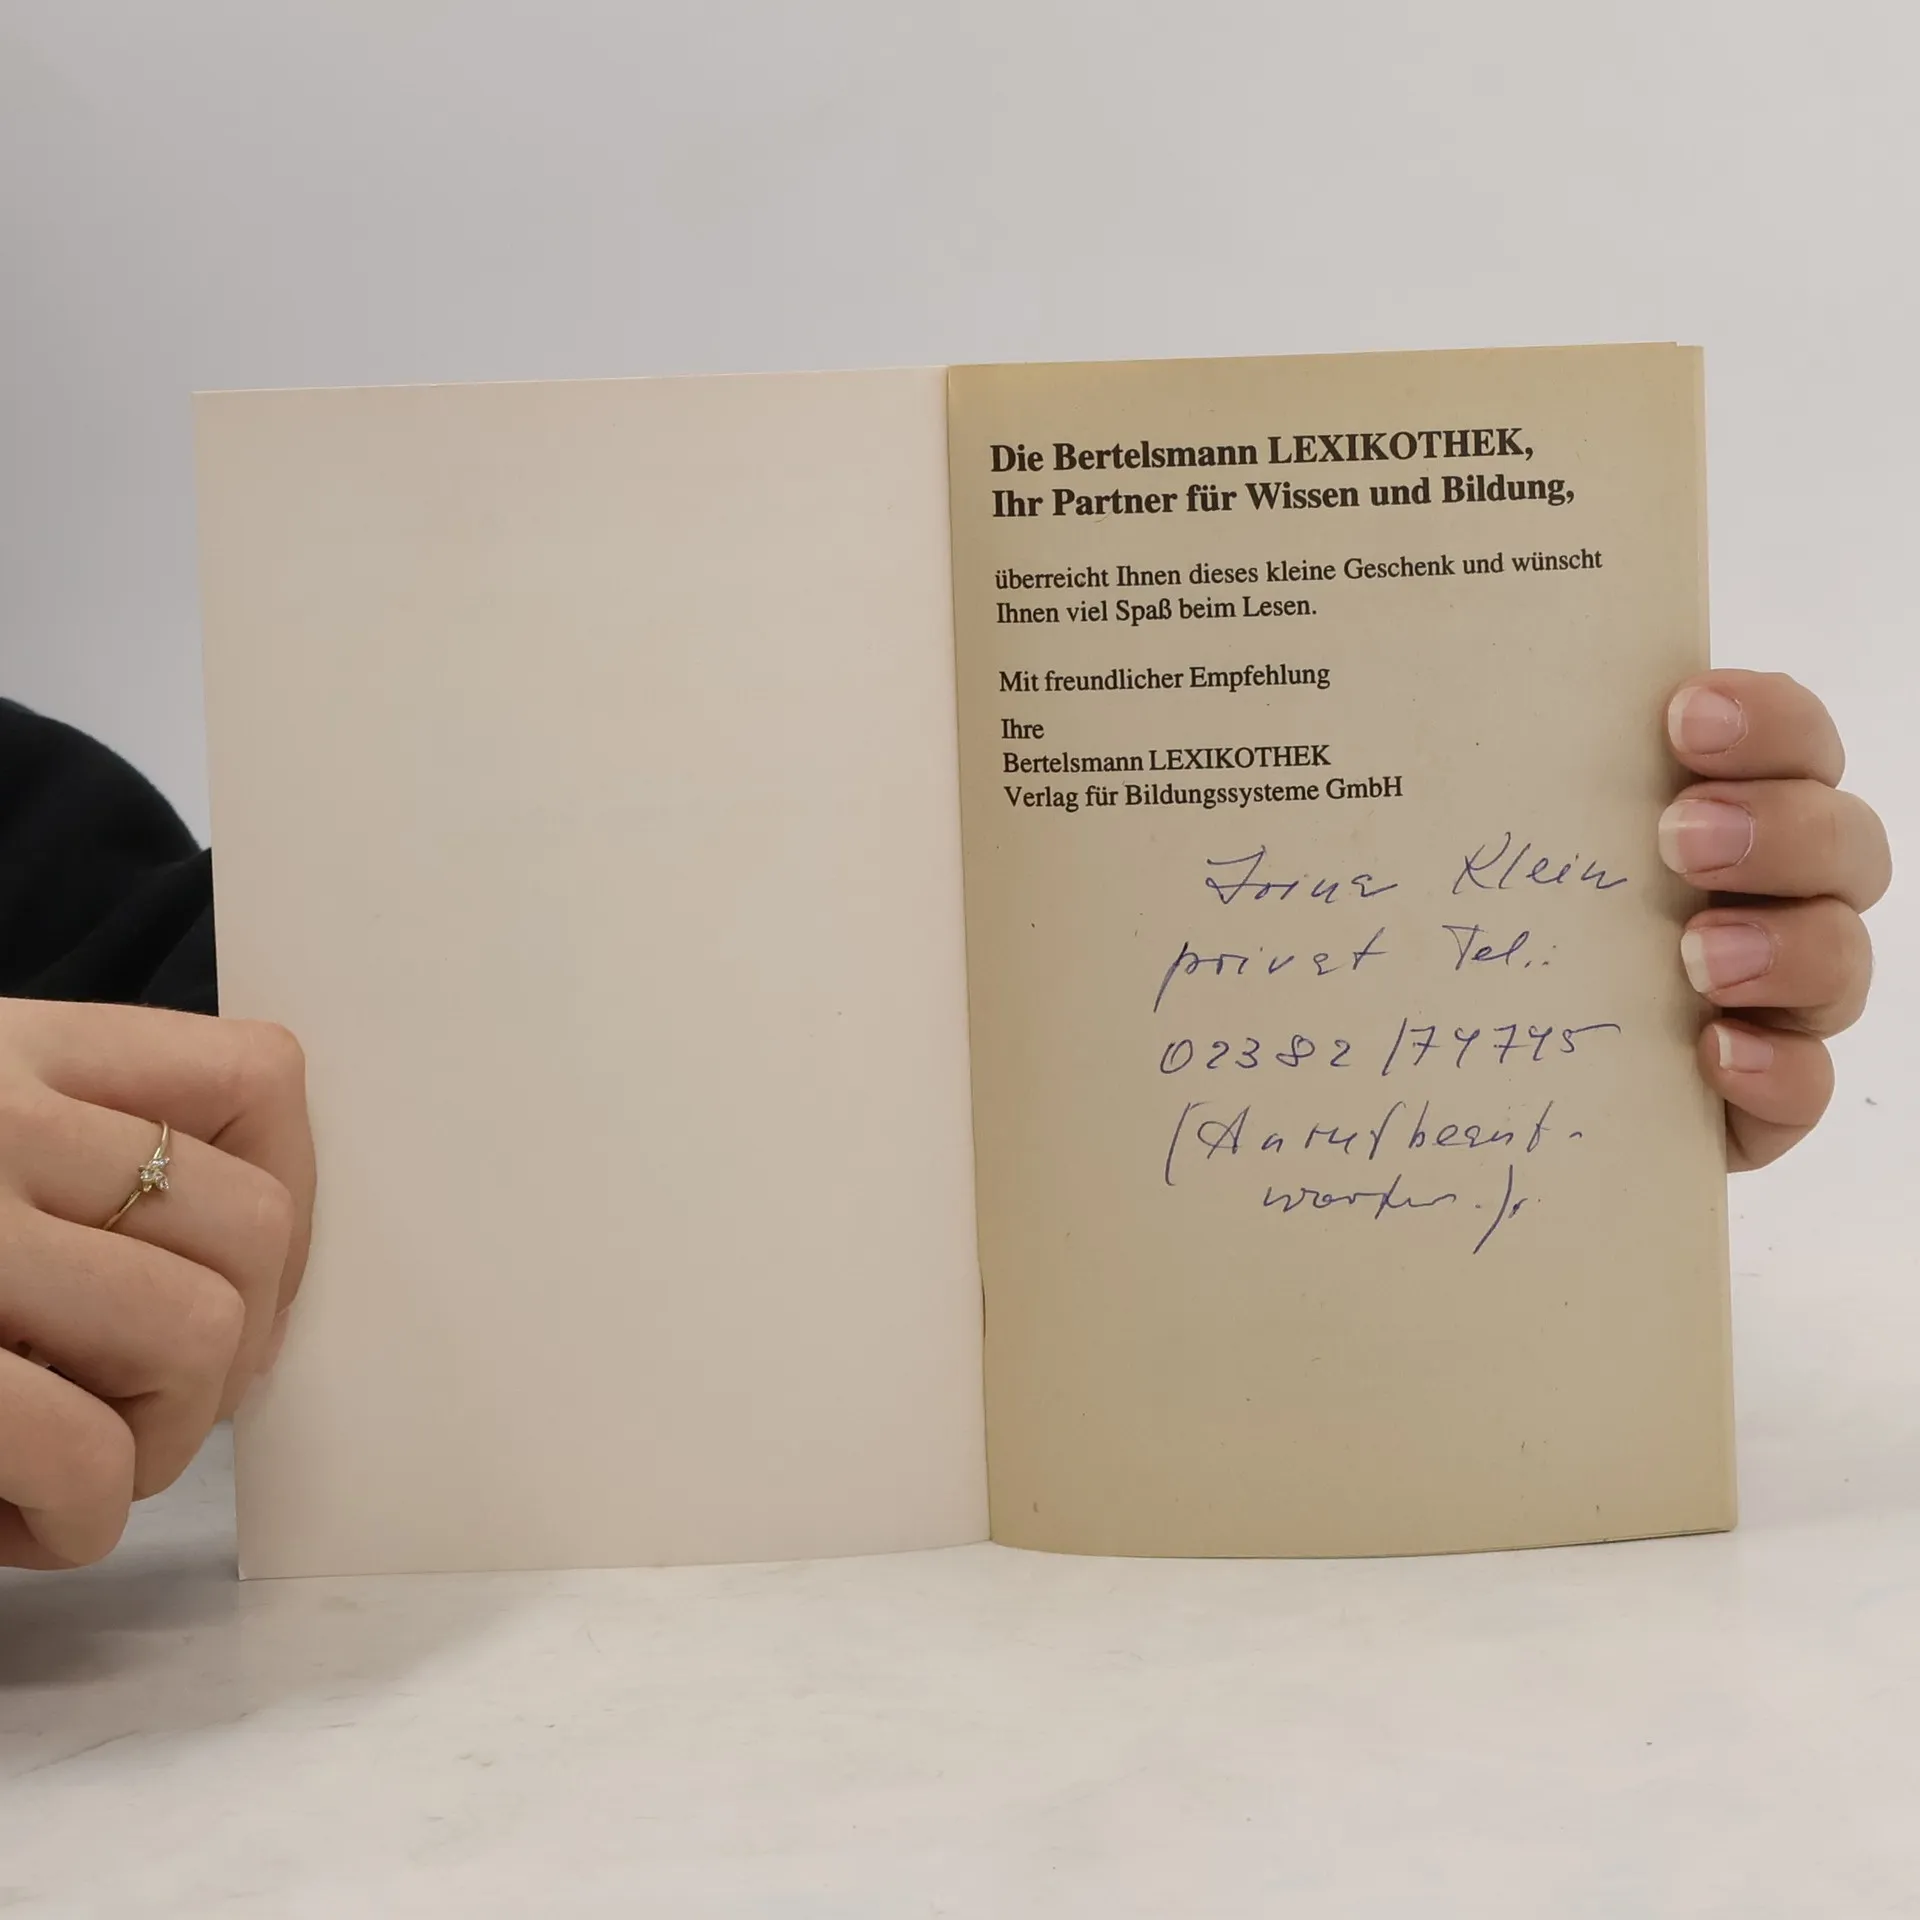 Die Bertelsmann LEXIKOTHEK,
Ihr Partner für Wissen und Bildung,
überreicht Ihnen dieses kleine Geschenk und wünscht
Ihnen viel Spaß beim Lesen.
Mit freundlicher Empfehlung
Ihre
Bertelsmann LEXIKOTHEK
Verlag für Bildungssysteme GmbH
Irina Klein
privat Tel.:
02382/74745
(Anrufbeant-